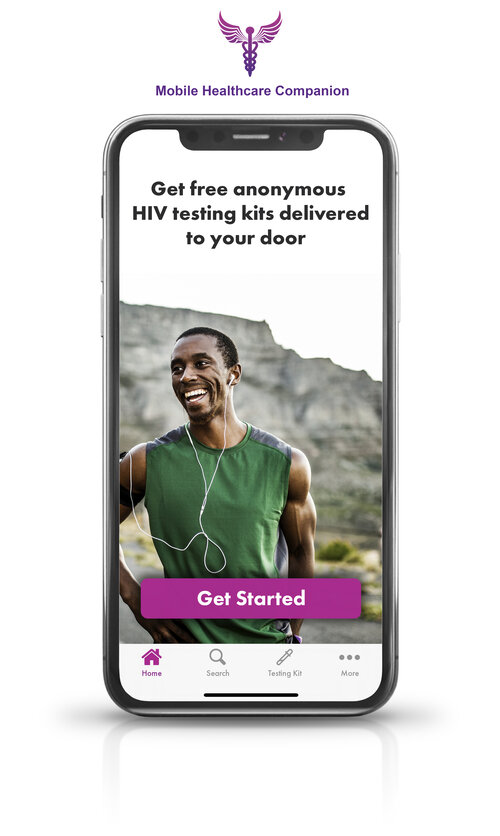 Mobile Healthcare Companion
Get free anonymous
HIV testing kits delivered
to your door
Get Started
Home
Search
Testing Kit
More